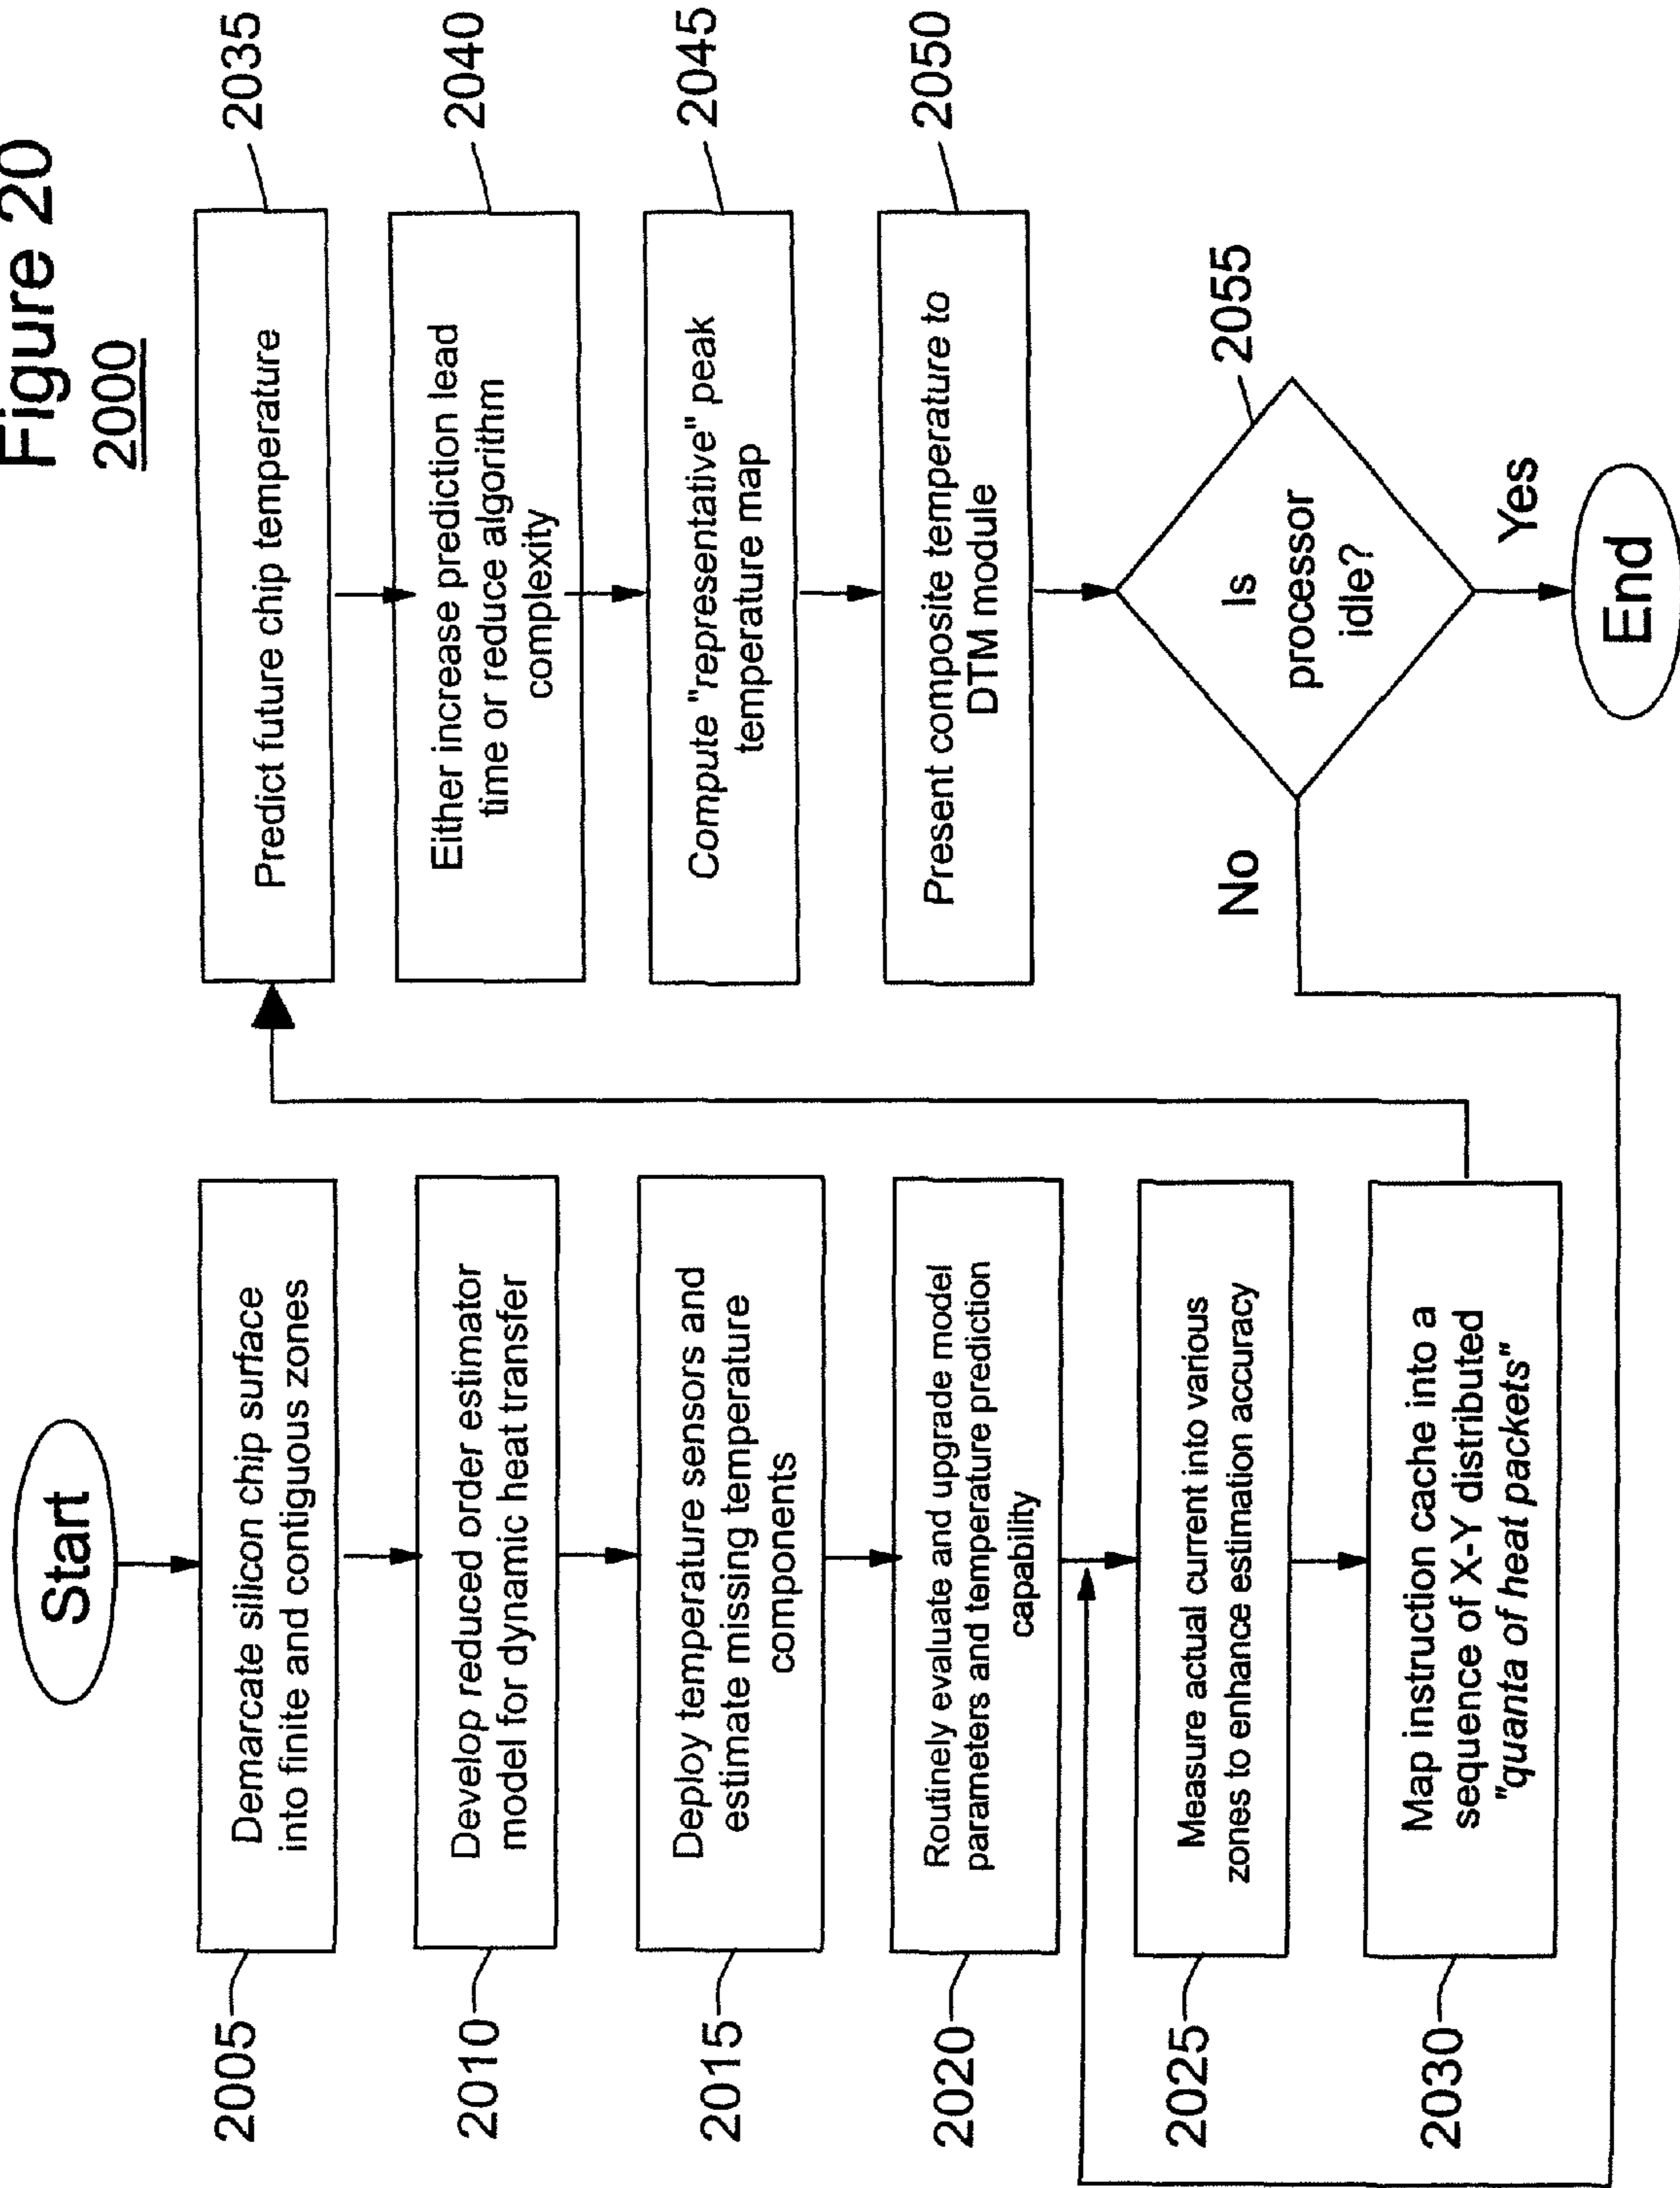 Figure 20
2000
Start
2005
Demarcate silicon chip surface
into finite and contiguous zones
2010
Develop reduced order estimator
model for dynamic heat transfer
2015
Deploy temperature sensors and
estimate missing temperature
components
2020
Routinely evaluate and upgrade model
parameters and temperature prediction
capability
2025
Measure actual current into various
zones to enhance estimation accuracy
2030
Map instruction cache into a
sequence of X-Y distributed
"quanta of heat packets"
2035
Predict future chip temperature
2040
Either increase prediction lead
time or reduce algorithm
complexity
2045
Compute "representative" peak
temperature map
2050
Present composite temperature to
DTM module
2055
Is
processor
idle?
No
Yes
End